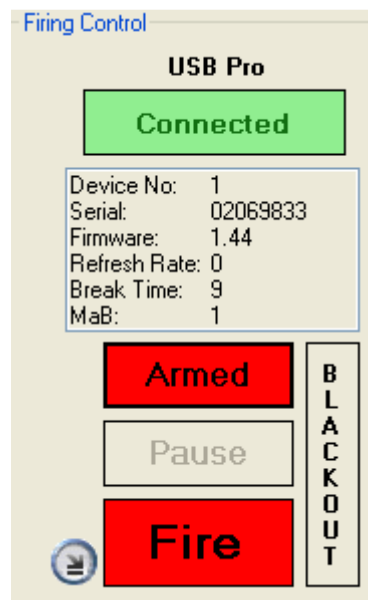 Firing Control
USB Pro
Connected
Device No: 1
Serial: 02069833
Firmware: 1.44
Refresh Rate: 0
Break Time: 9
MaB: 1
Armed
Pause
Fire
BLACKOUT